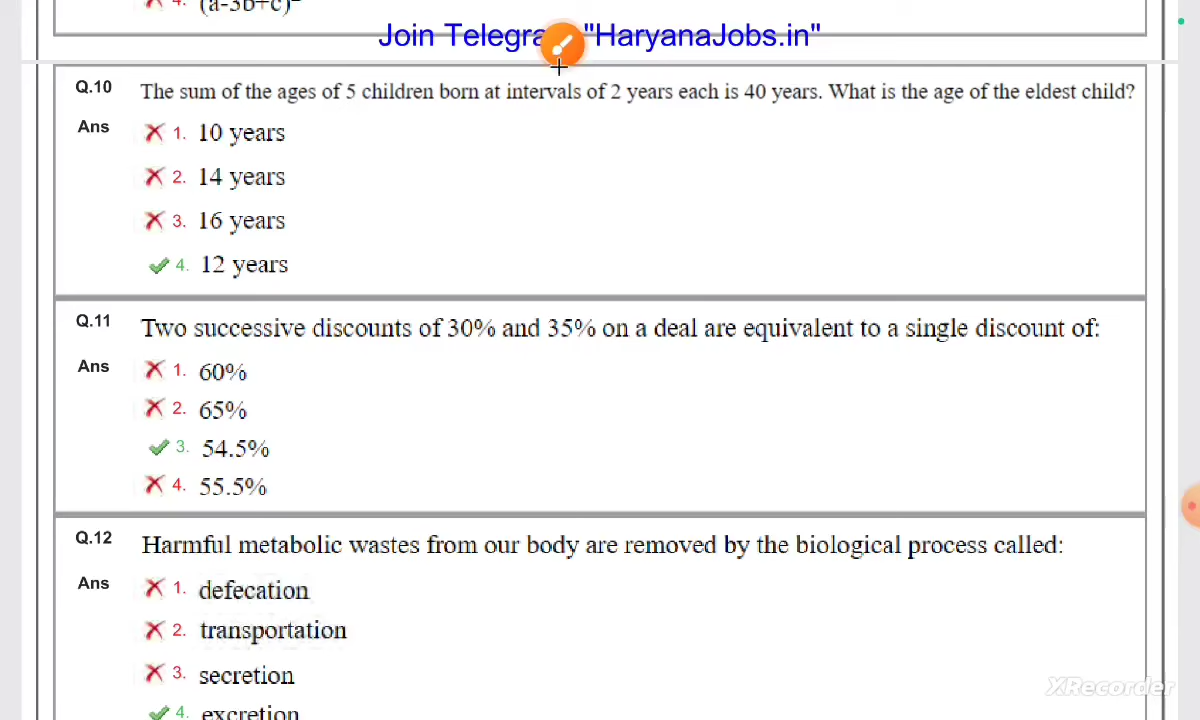 4. (a-3b+c)
Join Telegra "HaryanaJobs.in"
Q.10 The sum of the ages of 5 children born at intervals of 2 years each is 40 years. What is the age of the eldest child?
Ans 1. 10 years
2. 14 years
3. 16 years
4. 12 years
Q.11 Two successive discounts of 30% and 35% on a deal are equivalent to a single discount of:
Ans 1. 60%
2. 65%
3. 54.5%
4. 55.5%
Q.12 Harmful metabolic wastes from our body are removed by the biological process called:
Ans 1. defecation
2. transportation
3. secretion
4. excretion
XRecorder